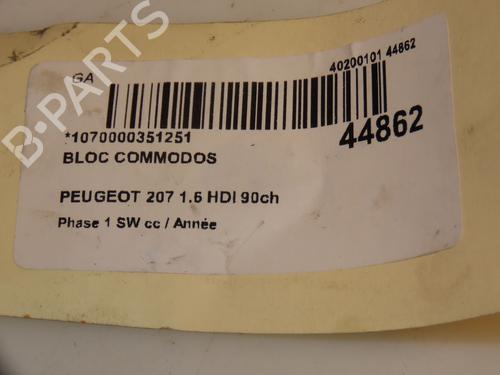 GA
40200101 44862
*1070000351251
44862
BLOC COMMODOS
PEUGEOT 207 1.6 HDI 90ch
Phase 1 SW cc / Année
B-PARTS